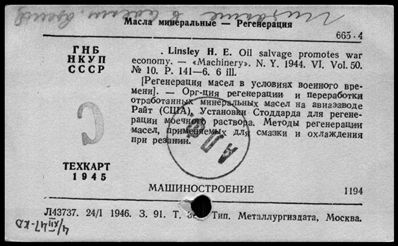 Масла минеральные — Регенерация
665·4
ГНБ
НКУП
СССР
. Linsley H. E. Oil salvage promotes war
economy. — «Machinery». N. Y. 1944. VI. Vol. 50.
№ 10. P. 141—6. 6 ill.
[Регенерация масел в условиях военного вре-
мени]. — Орг-ция регенерации и переработки
отработанных минеральных масел на авиазаводе
Райт (США). Установки Стоддарда для регене-
рации моечного раствора. Методы регенерации
масел, применяемых для смазки и охлаждения
при резании.
С
ТЕХКАРТ
1945
МАШИНОСТРОЕНИЕ
1194
Л43737. 24/I 1946. З. 91. Т. Тип. Металлургиздата, Москва.